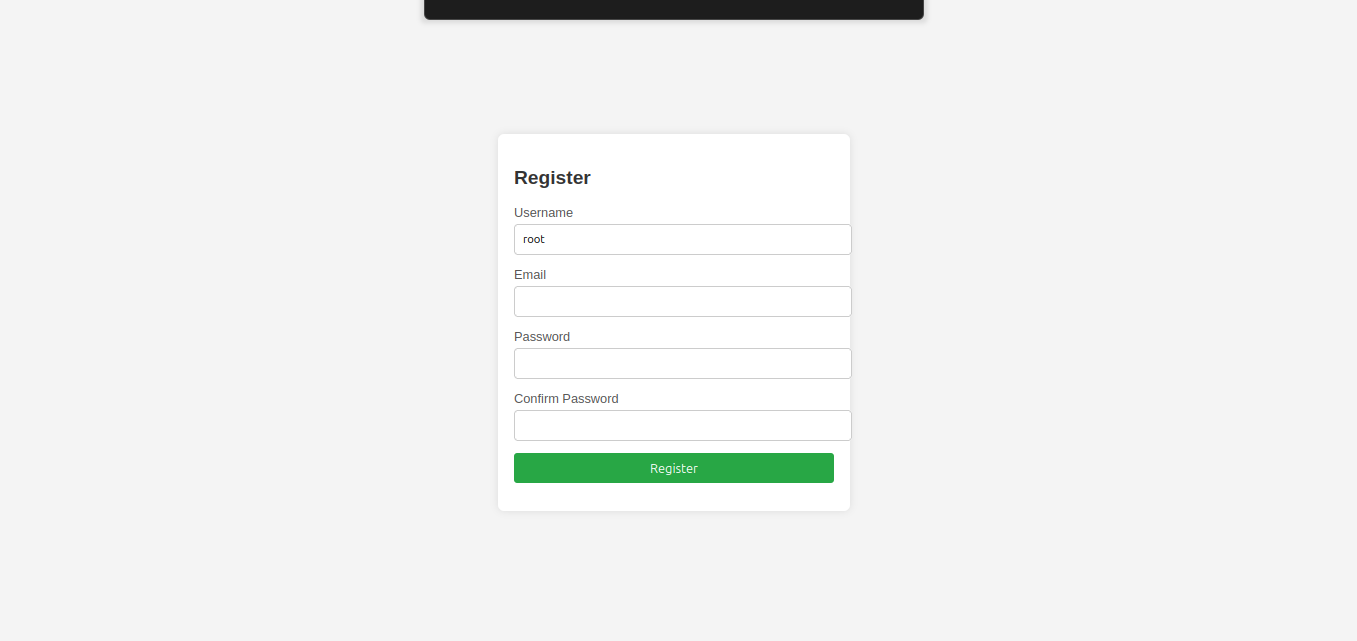 Register
Username
root
Email
Password
Confirm Password
Register